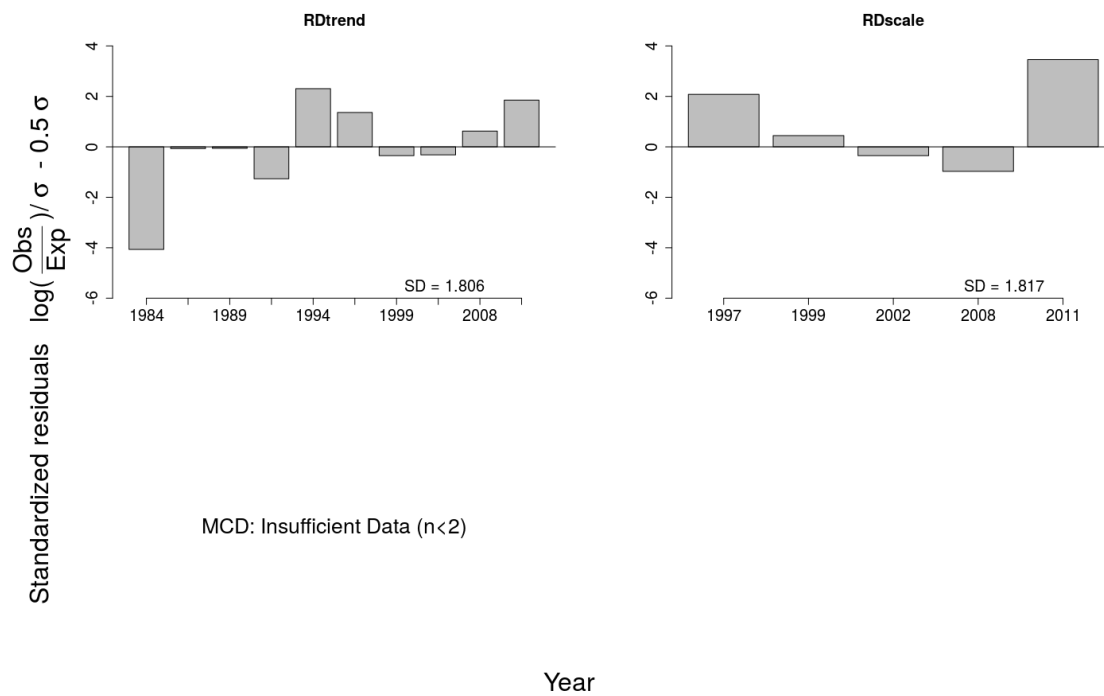 RDtrend
4
2
0
-2
-4
-6
SD = 1.806
1984 1989 1994 1999 2008
RDscale
4
2
0
-2
-4
-6
SD = 1.817
1997 1999 2002 2008 2011
Standardized residuals log(Obs/Exp)/ σ - 0.5 σ
MCD: Insufficient Data (n<2)
Year